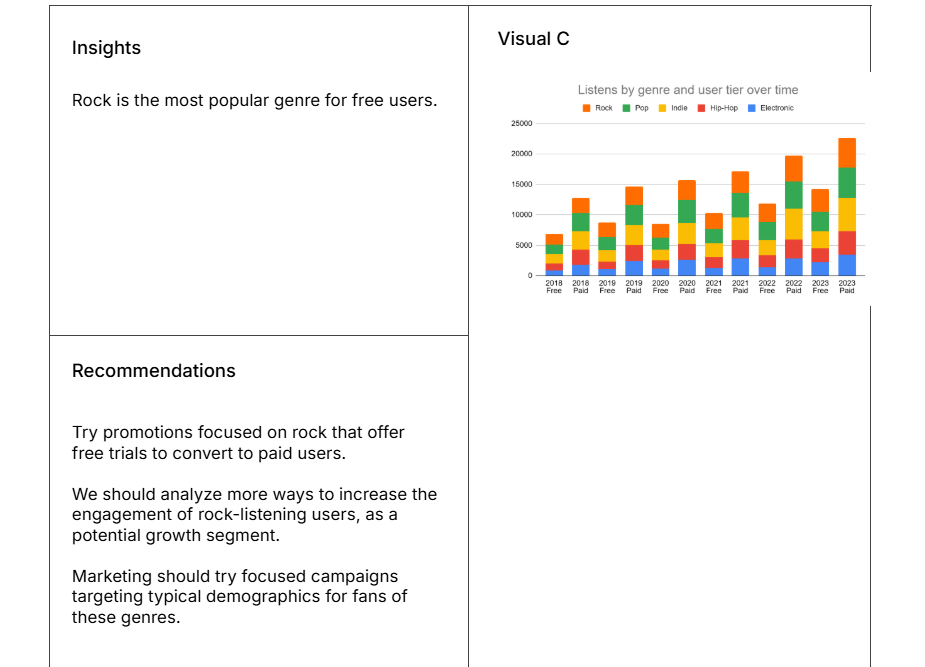 Insights
Rock is the most popular genre for free users.
Recommendations
Try promotions focused on rock that offer
free trials to convert to paid users.
We should analyze more ways to increase the
engagement of rock-listening users, as a
potential growth segment.
Marketing should try focused campaigns
targeting typical demographics for fans of
these genres.
Visual C
Listens by genre and user tier over time
Rock Pop Indie Hip-Hop Electronic
25000
20000
15000
10000
5000
0
2018 2018 2019 2019 2020 2020 2021 2021 2022 2022 2023 2023
Free Paid Free Paid Free Paid Free Paid Free Paid Free Paid